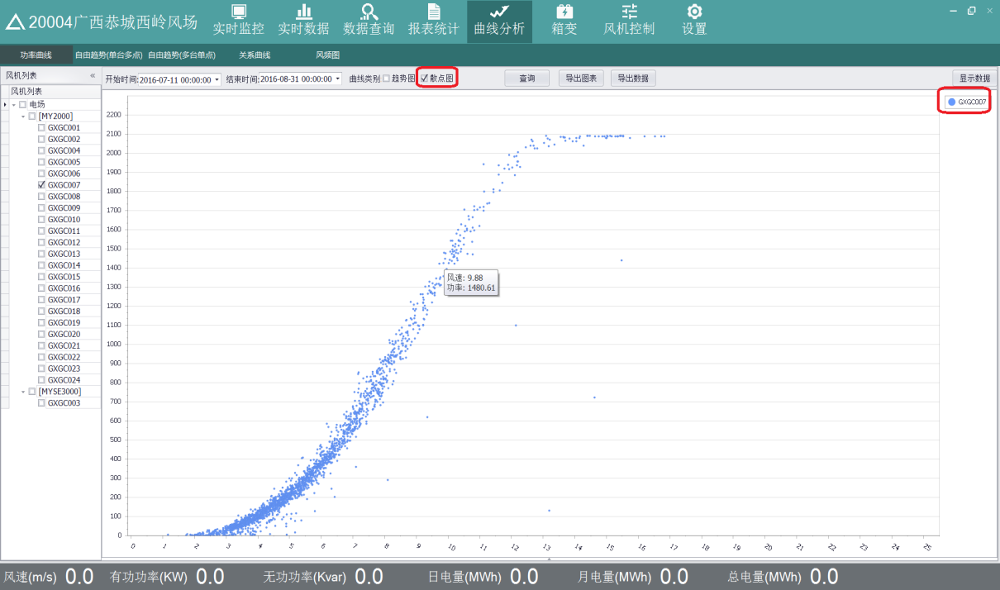 20004广西恭城西岭风场
实时监控 实时数据 数据查询 报表统计 曲线分析 箱变 风机控制 设置
功率曲线 自由趋势(单台多点) 自由趋势(多台单点) 关系曲线 风频图
风机列表 «
开始时间:2016-07-11 00:00:00 结束时间:2016-08-31 00:00:00 曲线类别 趋势图 散点图 查询 导出图表 导出数据 显示数据
风机列表
电场
[MY2000]
GXGC001
GXGC002
GXGC004
GXGC005
GXGC006
GXGC007
GXGC008
GXGC009
GXGC010
GXGC011
GXGC012
GXGC013
GXGC014
GXGC015
GXGC016
GXGC017
GXGC018
GXGC019
GXGC020
GXGC021
GXGC022
GXGC023
GXGC024
[MYSE3000]
GXGC003
GXGC007
2200
2100
2000
1900
1800
1700
1600
1500
1400
1300
1200
1100
1000
900
800
700
600
500
400
300
200
100
0
风速: 9.88
功率: 1480.61
0 1 2 3 4 5 6 7 8 9 10 11 12 13 14 15 16 17 18 19 20 21 22 23 24 25
风速(m/s) 0.0 有功功率(KW) 0.0 无功功率(Kvar) 0.0 日电量(MWh) 0.0 月电量(MWh) 0.0 总电量(MWh) 0.0